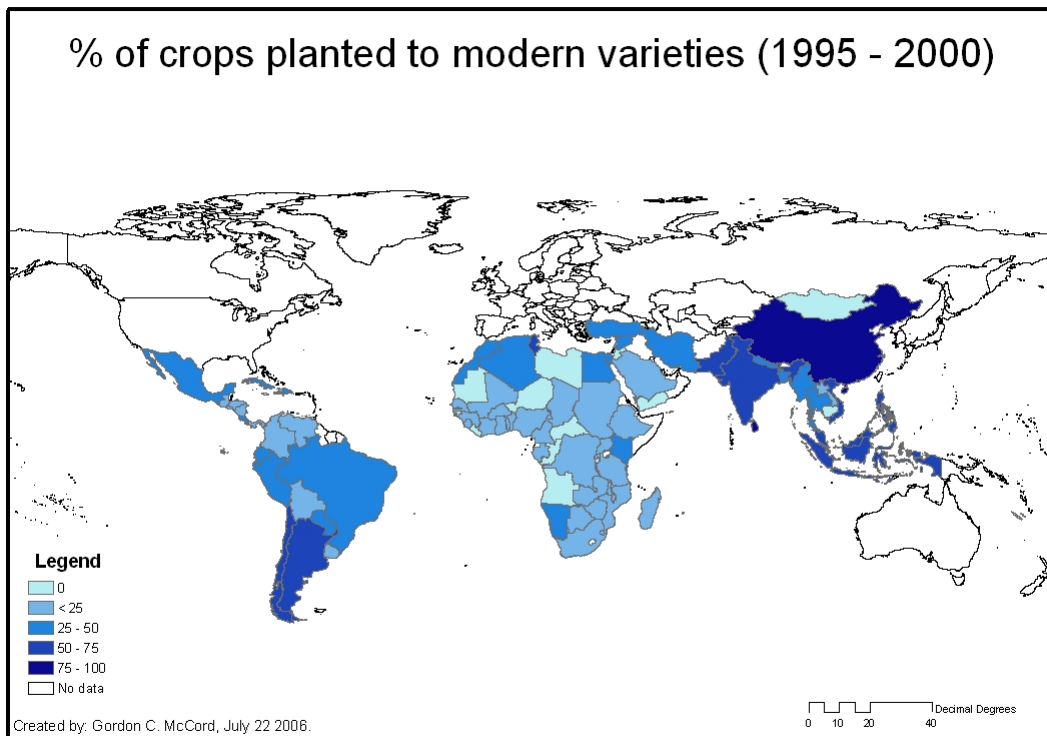 % of crops planted to modern varieties (1995 - 2000)
Legend
0
< 25
25 - 50
50 - 75
75 - 100
No data
Created by: Gordon C. McCord, July 22 2006.
Decimal Degrees
0 10 20 40